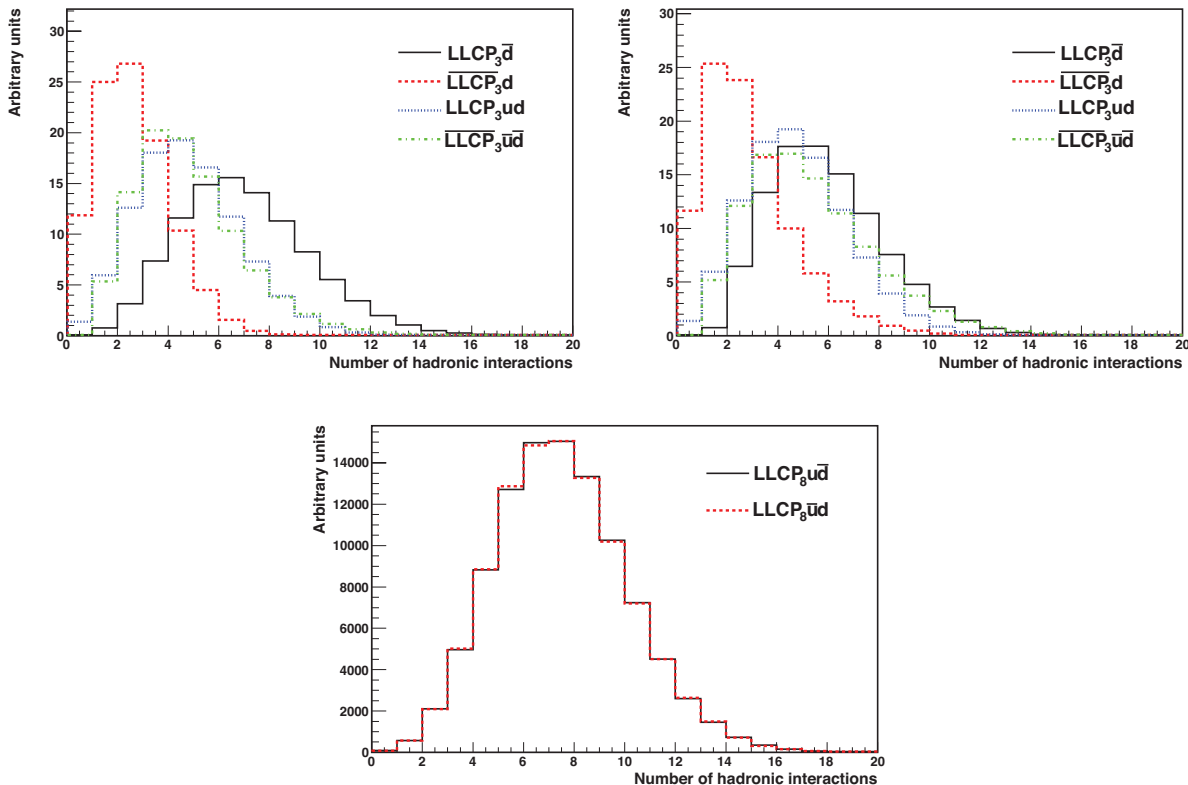 Arbitrary units
30
25
20
15
10
5
0
0 2 4 6 8 10 12 14 16 18 20
Number of hadronic interactions
LLCP₃d̅
L̅L̅C̅P̅₃d
LLCP₃ud
L̅L̅C̅P̅₃u̅d̅
Arbitrary units
30
25
20
15
10
5
0
0 2 4 6 8 10 12 14 16 18 20
Number of hadronic interactions
LLCP₃d̅
L̅L̅C̅P̅₃d
LLCP₃ud
L̅L̅C̅P̅₃u̅d̅
Arbitrary units
14000
12000
10000
8000
6000
4000
2000
0
0 2 4 6 8 10 12 14 16 18 20
Number of hadronic interactions
LLCP₈ud̅
LLCP₈u̅d